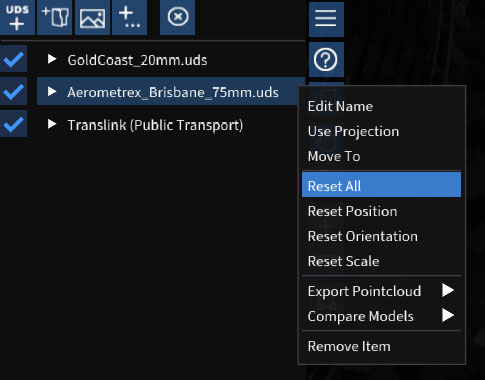 UDS
GoldCoast_20mm.uds
Aerometrex_Brisbane_75mm.uds
Translink (Public Transport)
Edit Name
Use Projection
Move To
Reset All
Reset Position
Reset Orientation
Reset Scale
Export Pointcloud
Compare Models
Remove Item